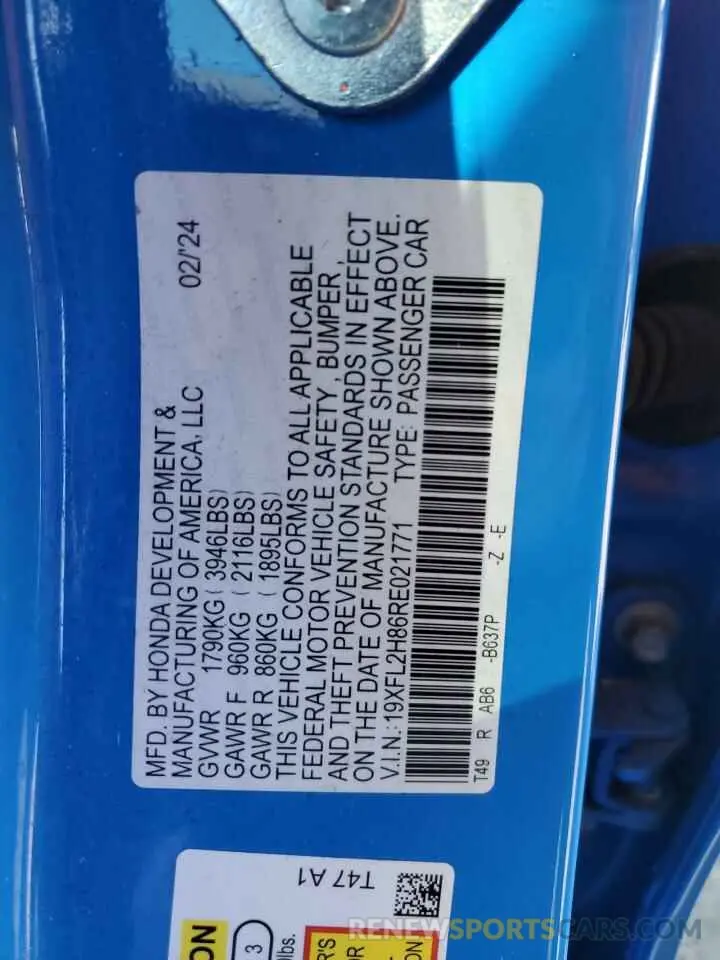 MFD. BY HONDA DEVELOPMENT &
MANUFACTURING OF AMERICA, LLC 02/'24
GVWR 1790KG ( 3946LBS)
GAWR F 960KG ( 2116LBS)
GAWR R 860KG ( 1895LBS)
THIS VEHICLE CONFORMS TO ALL APPLICABLE
FEDERAL MOTOR VEHICLE SAFETY, BUMPER,
AND THEFT PREVENTION STANDARDS IN EFFECT
ON THE DATE OF MANUFACTURE SHOWN ABOVE.
V.I.N.:19XFL2H86RE021771 TYPE: PASSENGER CAR
T49 R AB6 -B637P -Z -E
T47 A1
3
RENEWSPORTSCARS.COM